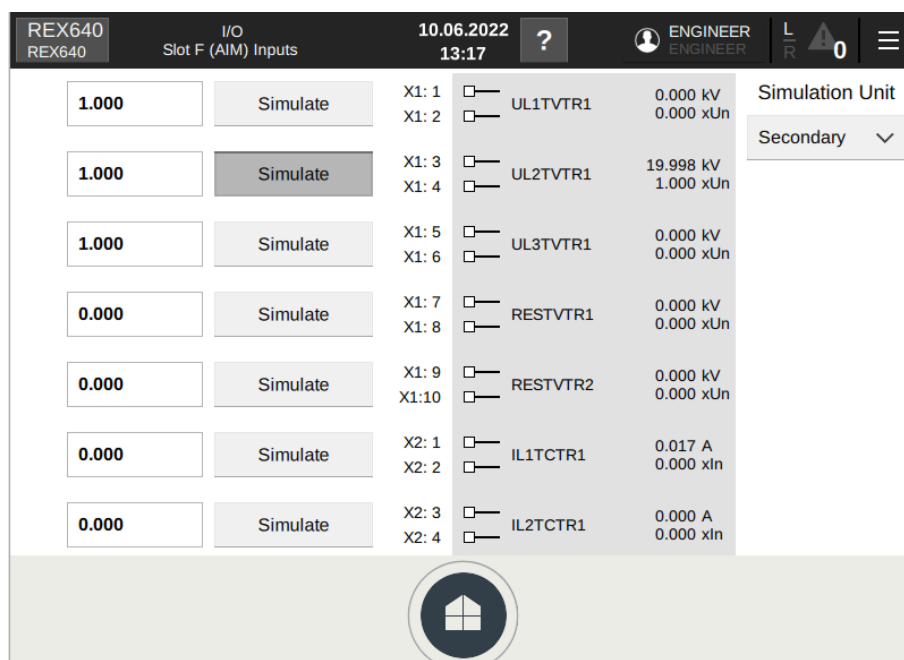 REX640
REX640
I/O
Slot F (AIM) Inputs
10.06.2022
13:17
?
ENGINEER
ENGINEER
L
R
0
1.000
Simulate
X1: 1
X1: 2
UL1TVTR1
0.000 kV
0.000 xUn
Simulation Unit
Secondary
1.000
Simulate
X1: 3
X1: 4
UL2TVTR1
19.998 kV
1.000 xUn
1.000
Simulate
X1: 5
X1: 6
UL3TVTR1
0.000 kV
0.000 xUn
0.000
Simulate
X1: 7
X1: 8
RESTVTR1
0.000 kV
0.000 xUn
0.000
Simulate
X1: 9
X1:10
RESTVTR2
0.000 kV
0.000 xUn
0.000
Simulate
X2: 1
X2: 2
IL1TCTR1
0.017 A
0.000 xIn
0.000
Simulate
X2: 3
X2: 4
IL2TCTR1
0.000 A
0.000 xIn